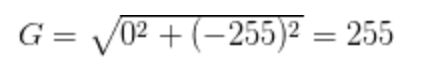 G = √0² + (−255)² = 255